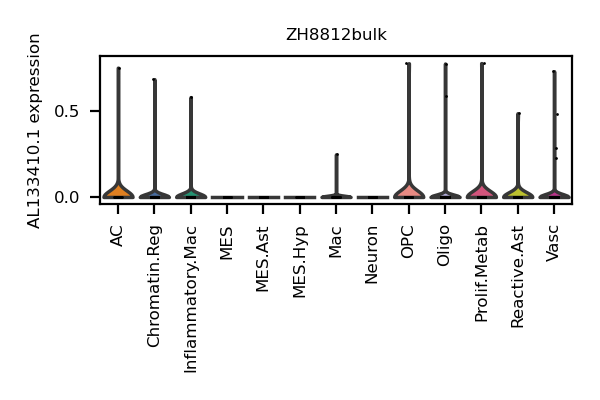 ZH8812bulk
AL133410.1 expression
0.5
0.0
AC
Chromatin.Reg
Inflammatory.Mac
MES
MES.Ast
MES.Hyp
Mac
Neuron
OPC
Oligo
Prolif.Metab
Reactive.Ast
Vasc